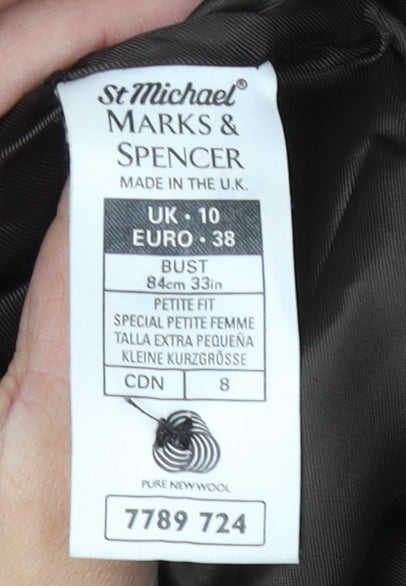 St Michael®
MARKS &
SPENCER
MADE IN THE U.K.
UK · 10
EURO · 38
BUST
84cm 33in
PETITE FIT
SPECIAL PETITE FEMME
TALLA EXTRA PEQUEÑA
KLEINE KURZGRÖSSE
CDN 8
PURE NEW WOOL
7789 724